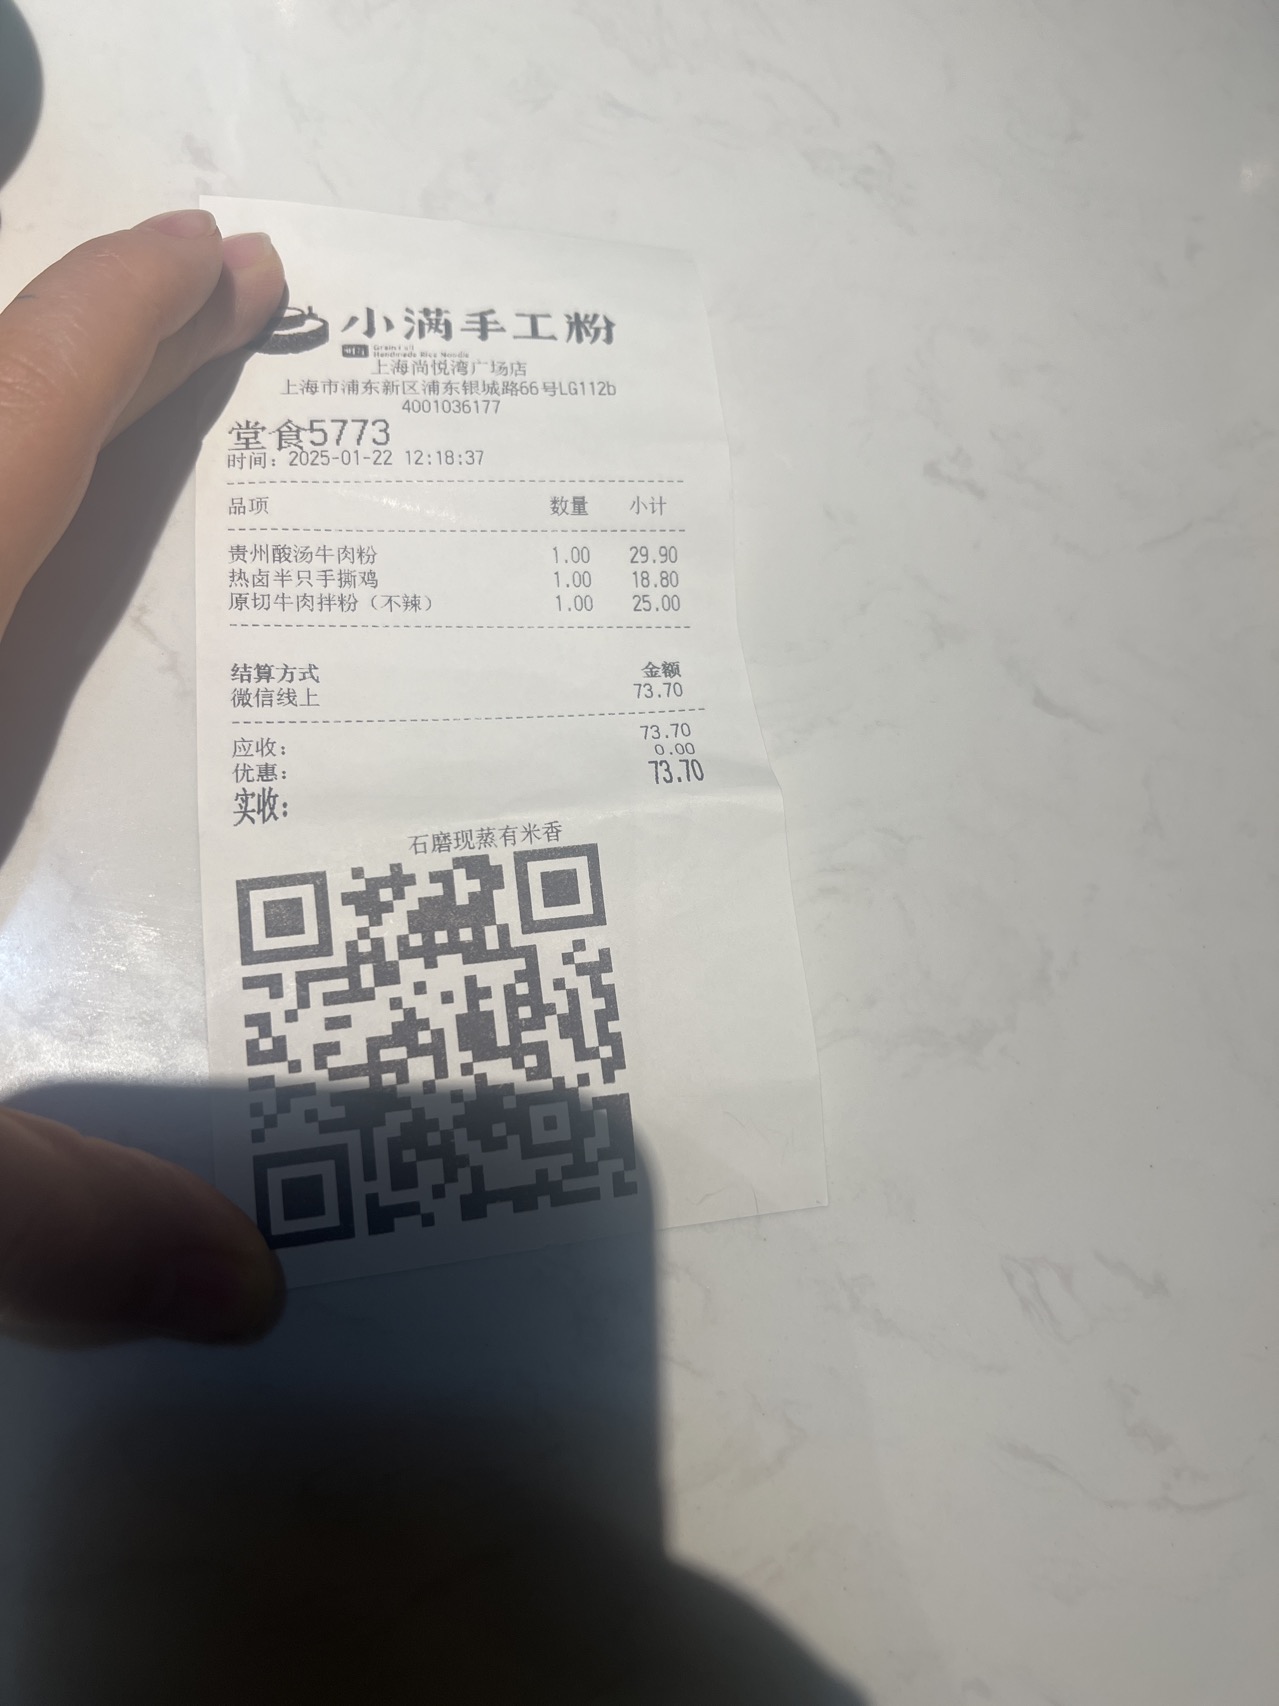 小满手工粉
Grain Full
Handmade Rice Noodle
上海尚悦湾广场店
上海市浦东新区浦东银城路66号LG112b
4001036177
堂食5773
时间：2025-01-22 12:18:37
品项 数量 小计
贵州酸汤牛肉粉 1.00 29.90
热卤半只手撕鸡 1.00 18.80
原切牛肉拌粉（不辣） 1.00 25.00
结算方式 金额
微信线上 73.70
应收： 73.70
优惠： 0.00
实收： 73.70
石磨现蒸有米香